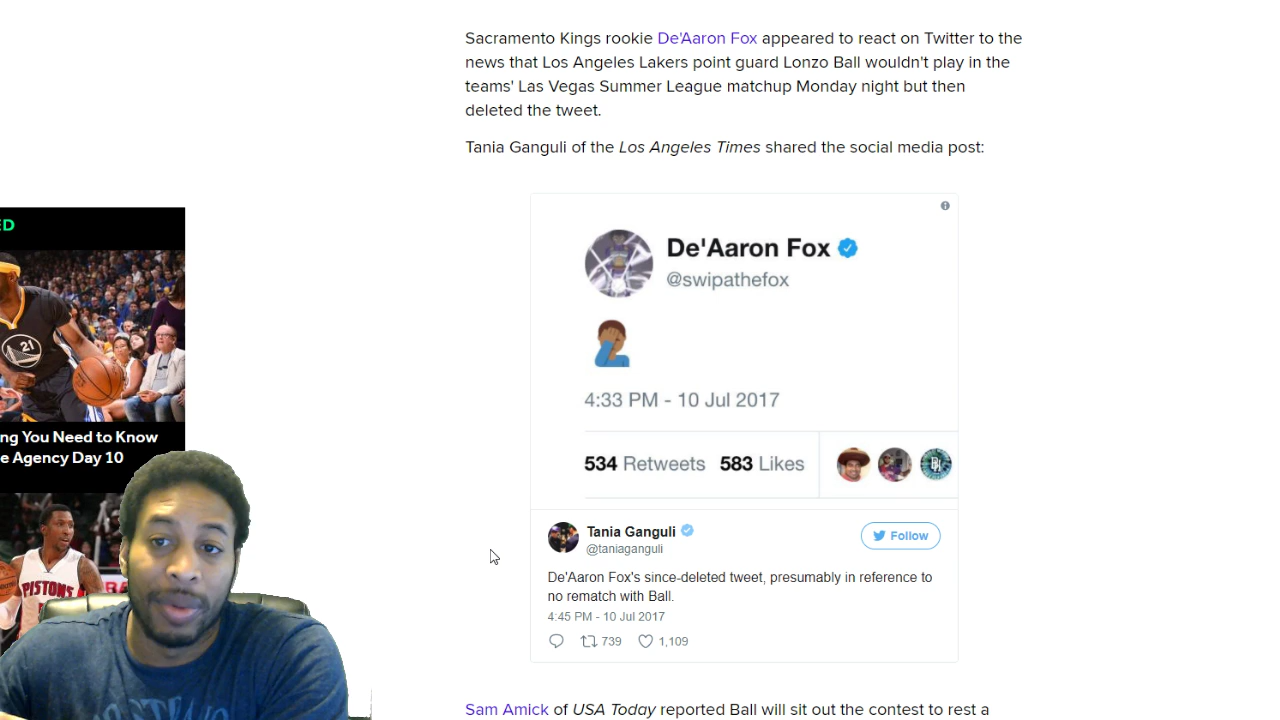 Sacramento Kings rookie De'Aaron Fox appeared to react on Twitter to the
news that Los Angeles Lakers point guard Lonzo Ball wouldn't play in the
teams' Las Vegas Summer League matchup Monday night but then
deleted the tweet.
Tania Ganguli of the Los Angeles Times shared the social media post:
ED
21
ng You Need to Know
e Agency Day 10
PISTONS
De'Aaron Fox
@swipathefox
4:33 PM - 10 Jul 2017
534 Retweets 583 Likes
Tania Ganguli
@taniaganguli
Follow
De'Aaron Fox's since-deleted tweet, presumably in reference to
no rematch with Ball.
4:45 PM - 10 Jul 2017
739 1,109
Sam Amick of USA Today reported Ball will sit out the contest to rest a